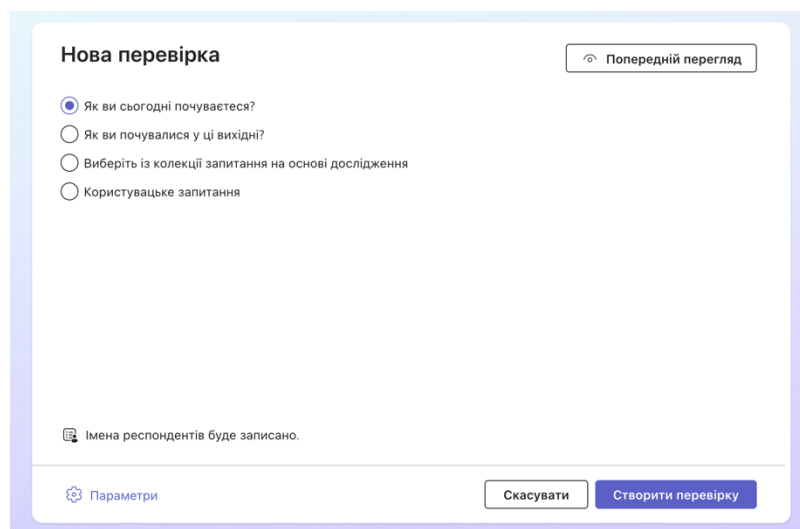 Нова перевірка
Попередній перегляд
Як ви сьогодні почуваєтеся?
Як ви почувалися у ці вихідні?
Виберіть із колекції запитання на основі дослідження
Користувацьке запитання
Імена респондентів буде записано.
Параметри
Скасувати
Створити перевірку